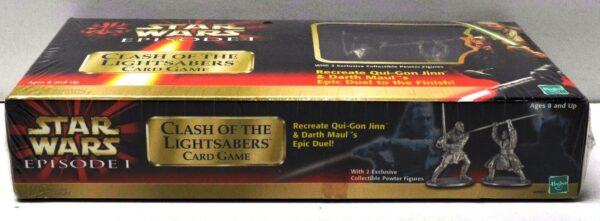 STAR
WARS
EPISODE I
CLASH OF THE
LIGHTSABERS
CARD GAME
Ages 8 and Up
With 2 Exclusive Collectible Pewter Figures
Recreate Qui-Gon Jinn
& Darth Maul's
Epic Duel to the Finish!
Hasbro
STAR
WARS
EPISODE I
CLASH OF THE
LIGHTSABERS™
CARD GAME
Recreate Qui-Gon Jinn
& Darth Maul's
Epic Duel!
With 2 Exclusive
Collectible Pewter Figures
Ages 8 and Up
Hasbro